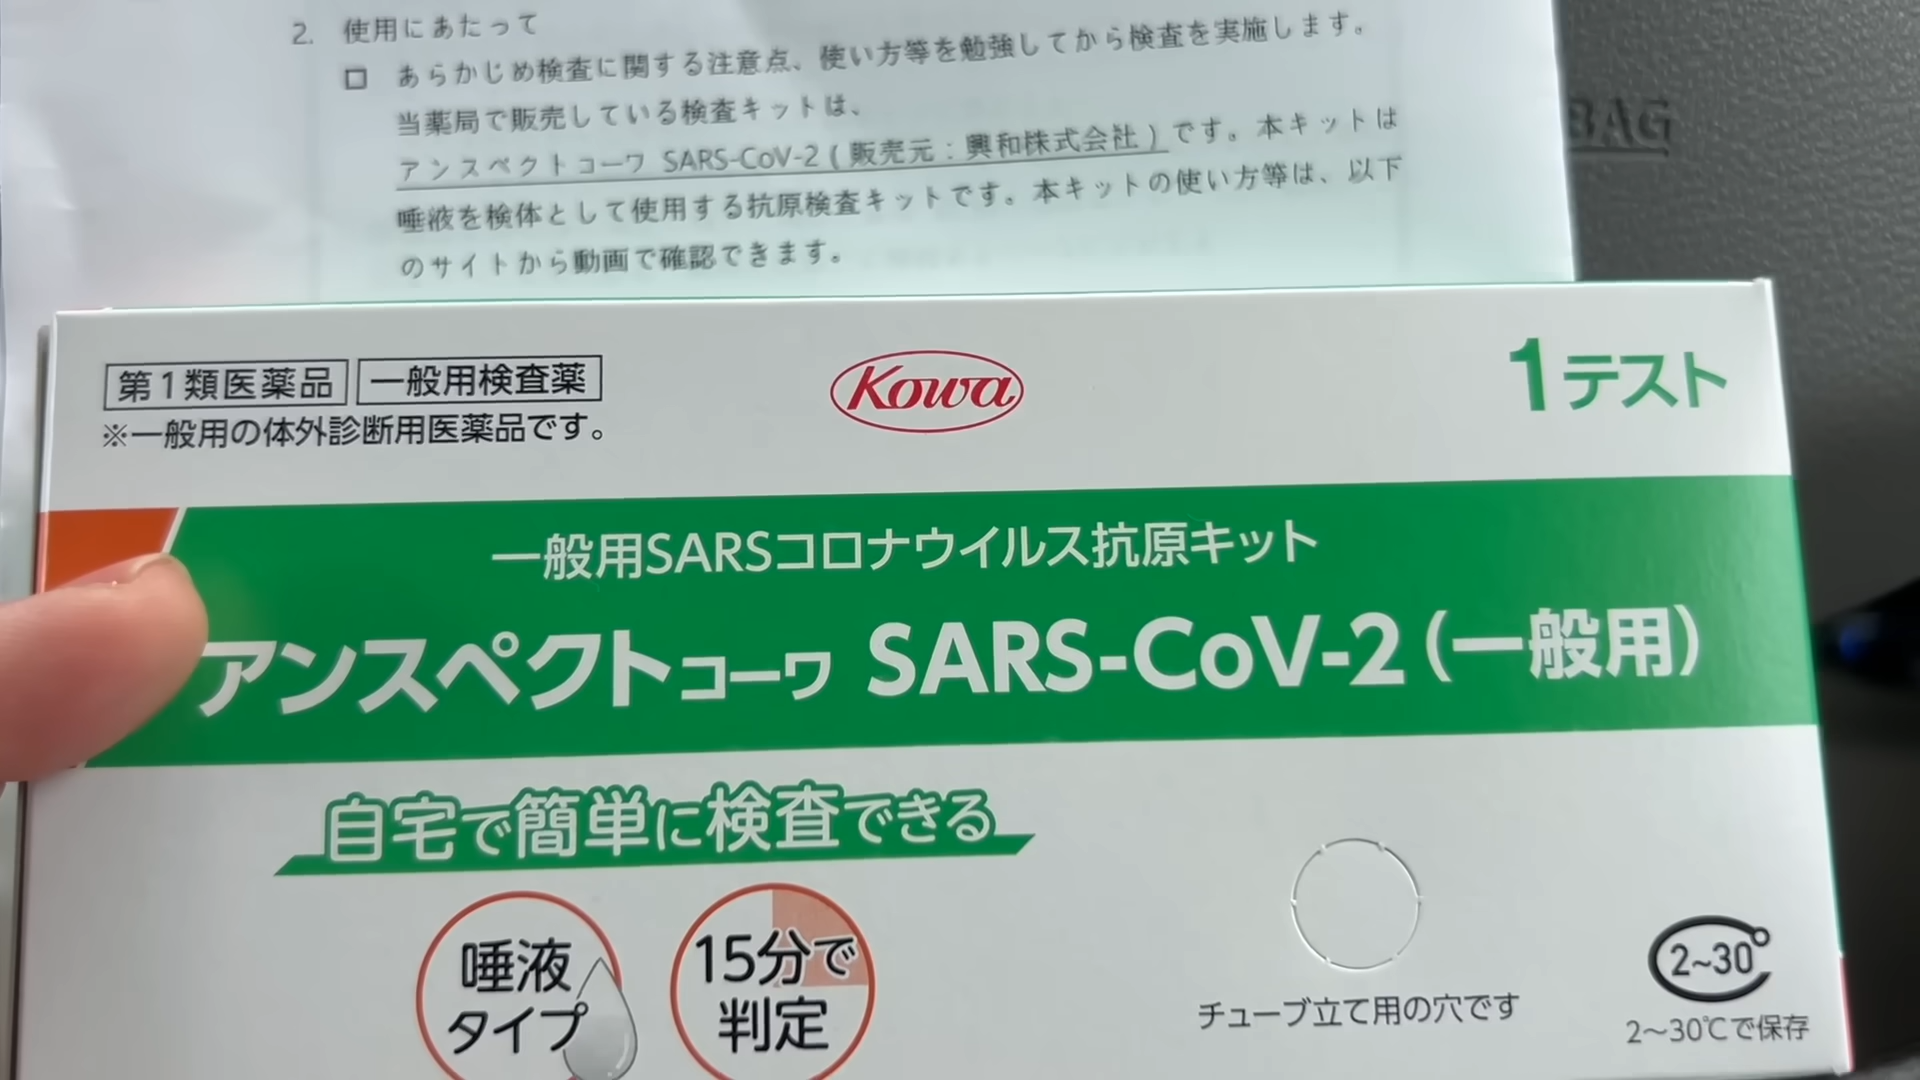 2. 使用にあたって
□ あらかじめ検査に関する注意点、使い方等を勉強してから検査を実施します。
当薬局で販売している検査キットは、
アンスペクトコーワ SARS-CoV-2(販売元:興和株式会社)です。本キットは
唾液を検体として使用する抗原検査キットです。本キットの使い方等は、以下
のサイトから動画で確認できます。
BAG
第1類医薬品 一般用検査薬
※一般用の体外診断用医薬品です。
Kowa
1テスト
一般用SARSコロナウイルス抗原キット
アンスペクトコーワ SARS-CoV-2(一般用)
自宅で簡単に検査できる
唾液
タイプ
15分で
判定
チューブ立て用の穴です
2~30°
2~30℃で保存